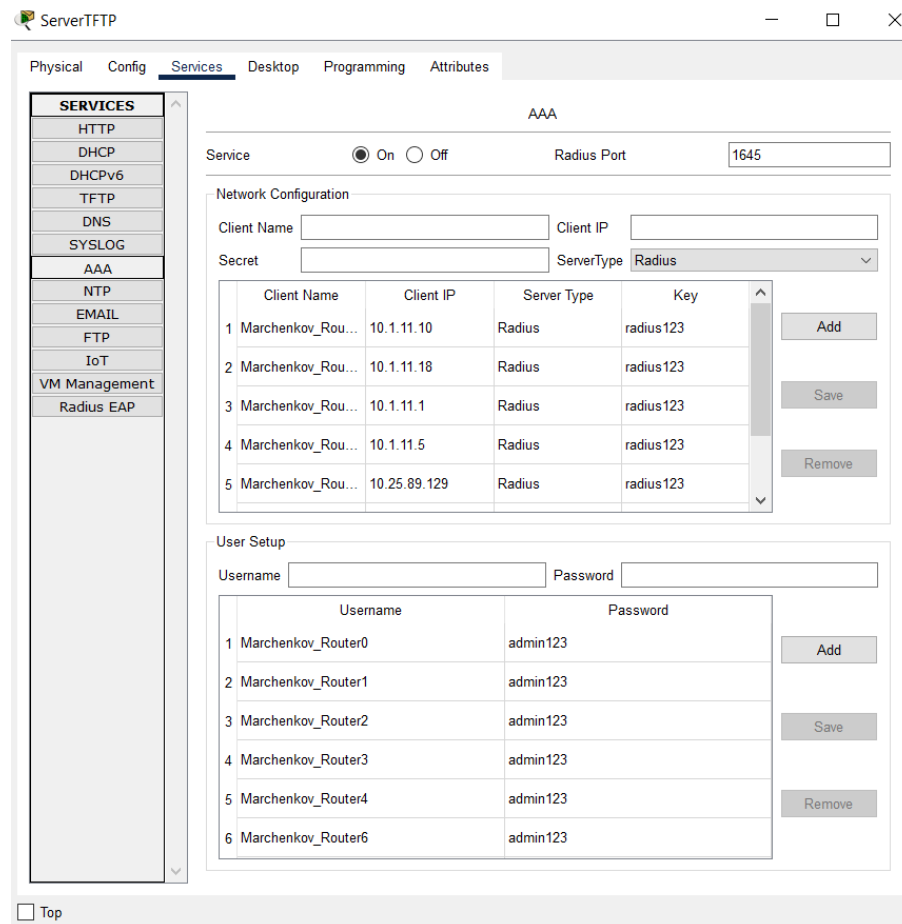 ServerTFTP
Physical Config Services Desktop Programming Attributes
SERVICES
HTTP
DHCP
DHCPv6
TFTP
DNS
SYSLOG
AAA
NTP
EMAIL
FTP
IoT
VM Management
Radius EAP
AAA
Service On Off Radius Port 1645
Network Configuration
Client Name Client IP
Secret ServerType Radius
Client Name Client IP Server Type Key
1 Marchenkov_Rou... 10.1.11.10 Radius radius123
2 Marchenkov_Rou... 10.1.11.18 Radius radius123
3 Marchenkov_Rou... 10.1.11.1 Radius radius123
4 Marchenkov_Rou... 10.1.11.5 Radius radius123
5 Marchenkov_Rou... 10.25.89.129 Radius radius123
Add
Save
Remove
User Setup
Username Password
Username Password
1 Marchenkov_Router0 admin123
2 Marchenkov_Router1 admin123
3 Marchenkov_Router2 admin123
4 Marchenkov_Router3 admin123
5 Marchenkov_Router4 admin123
6 Marchenkov_Router6 admin123
Add
Save
Remove
Top